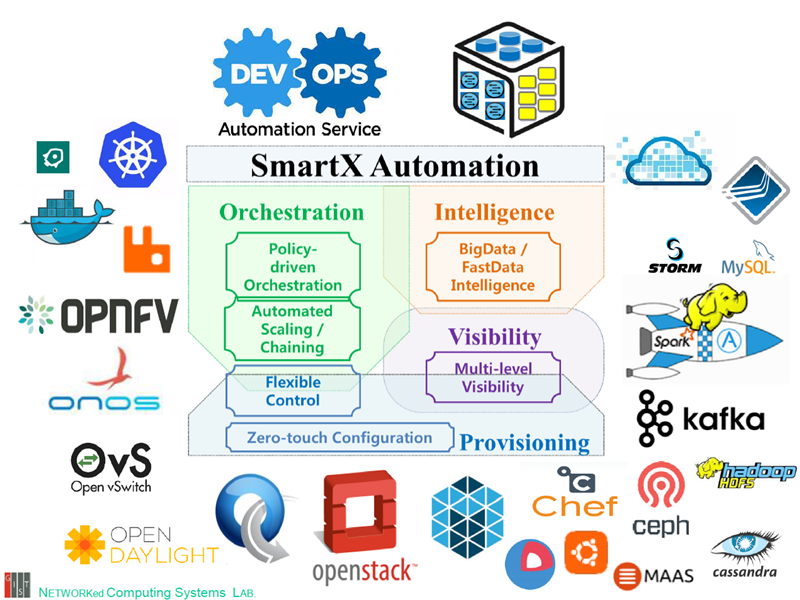 DEV OPS
Automation Service
SmartX Automation
Orchestration
Intelligence
Policy-
driven
Orchestration
BigData /
FastData
Intelligence
Automated
Scaling /
Chaining
Visibility
Multi-level
Visibility
Flexible
Control
Zero-touch Configuration
Provisioning
OPNFV
onos
OvS
Open vSwitch
OPEN
DAYLIGHT
openstack™
Chef
ceph
MAAS
cassandra
hadoop
HDFS
kafka
Spark
A
STORM
MySQL
GIST
NETWORKed Computing Systems LAB.